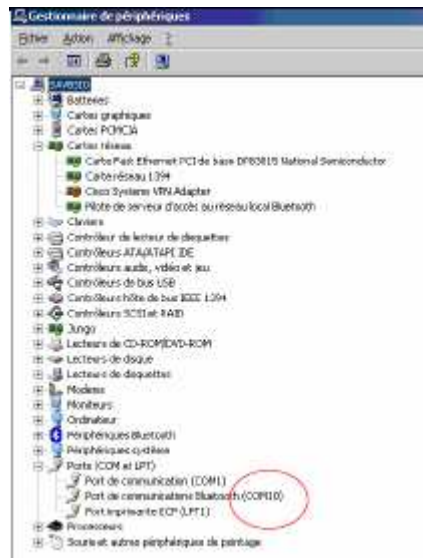 Gestionnaire de périphériques
Fichier Action Affichage ?
Batteries
Cartes graphiques
Cartes PCMCIA
Cartes réseau
Carte Fast Ethernet PCI de base DP83815 National Semiconductor
Carte réseau 1394
Cisco Systems VPN Adapter
Pilote de serveur d'accès au réseau local Bluetooth
Claviers
Contrôleur de lecteur de disquettes
Contrôleurs ATA/ATAPI IDE
Contrôleurs audio, vidéo et jeu
Contrôleurs de bus USB
Contrôleurs hôte de bus IEEE 1394
Contrôleurs SCSI et RAID
Jungo
Lecteurs de CD-ROM/DVD-ROM
Lecteurs de disque
Lecteurs de disquettes
Modems
Moniteurs
Ordinateur
Périphériques Bluetooth
Périphériques système
Ports (COM et LPT)
Port de communication (COM1)
Port de communications Bluetooth (COM10)
Port imprimante ECP (LPT1)
Processeurs
Souris et autres périphériques de pointage